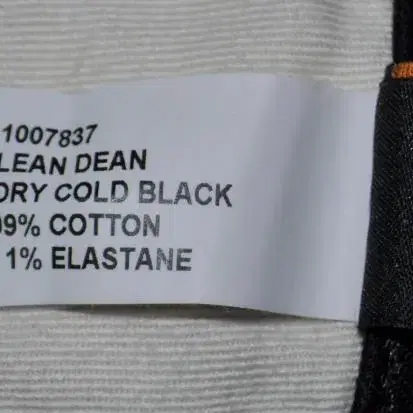 1007837
LEAN DEAN
DRY COLD BLACK
99% COTTON
1% ELASTANE